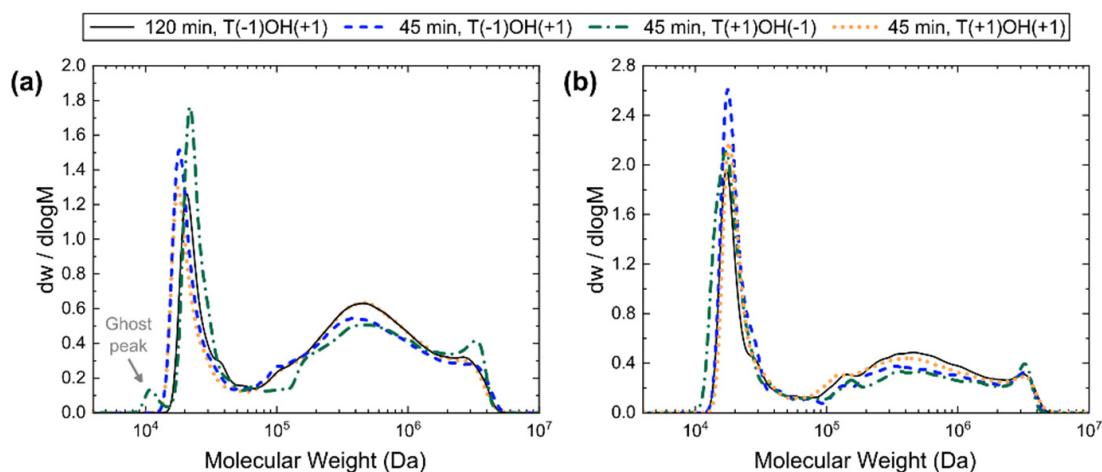 120 min, T(-1)OH(+1) 45 min, T(-1)OH(+1) 45 min, T(+1)OH(-1) 45 min, T(+1)OH(+1)
(a) (b)
2.0 2.8
1.8
1.6 2.4
1.4 2.0
1.2 1.6
1.0
0.8 1.2
0.6 0.8
0.4 0.4
0.2
0.0 0.0
dw / dlogM dw / dlogM
Ghost
peak
10⁴ 10⁵ 10⁶ 10⁷ 10⁴ 10⁵ 10⁶ 10⁷
Molecular Weight (Da) Molecular Weight (Da)